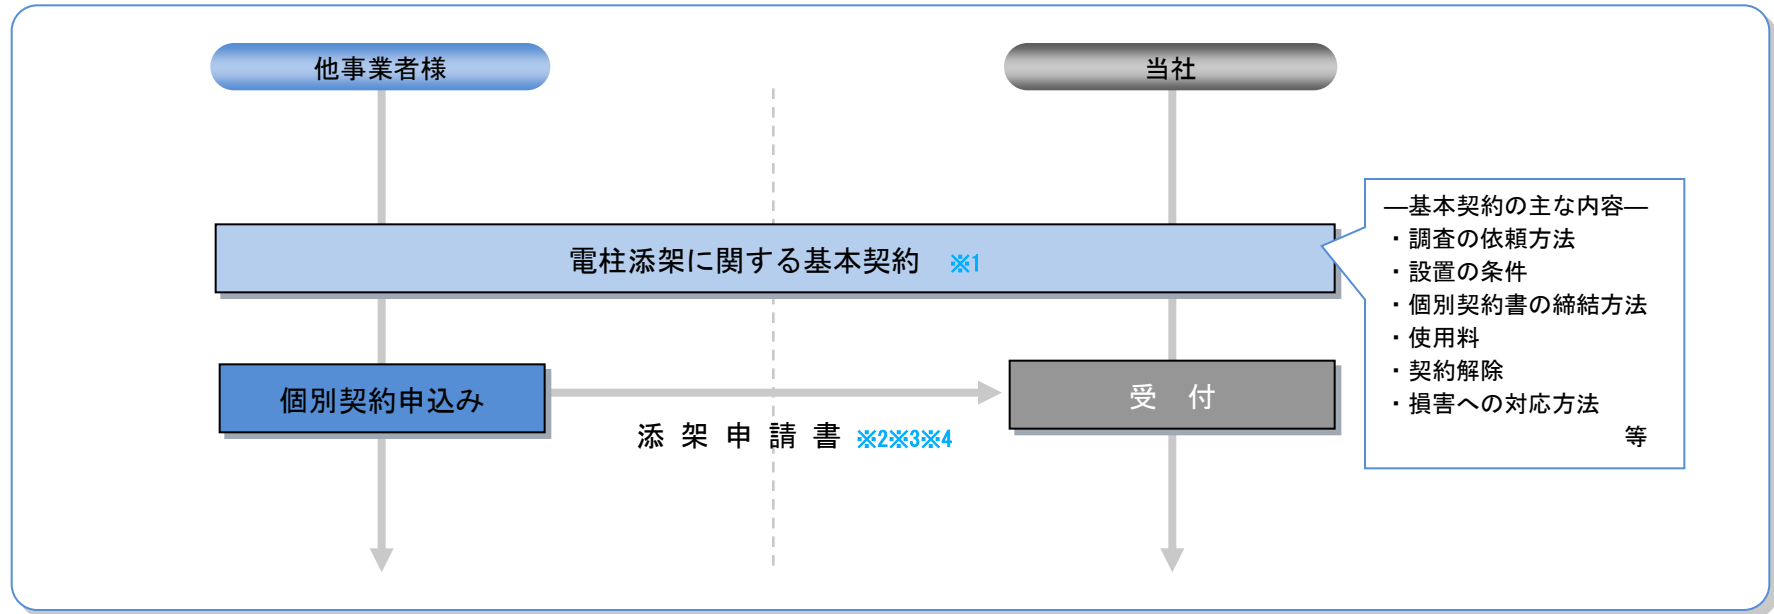 他事業者様
当社
電柱添架に関する基本契約 ※1
―基本契約の主な内容―
・調査の依頼方法
・設置の条件
・個別契約書の締結方法
・使用料
・契約解除
・損害への対応方法
等
個別契約申込み
受 付
添 架 申 請 書 ※2※3※4